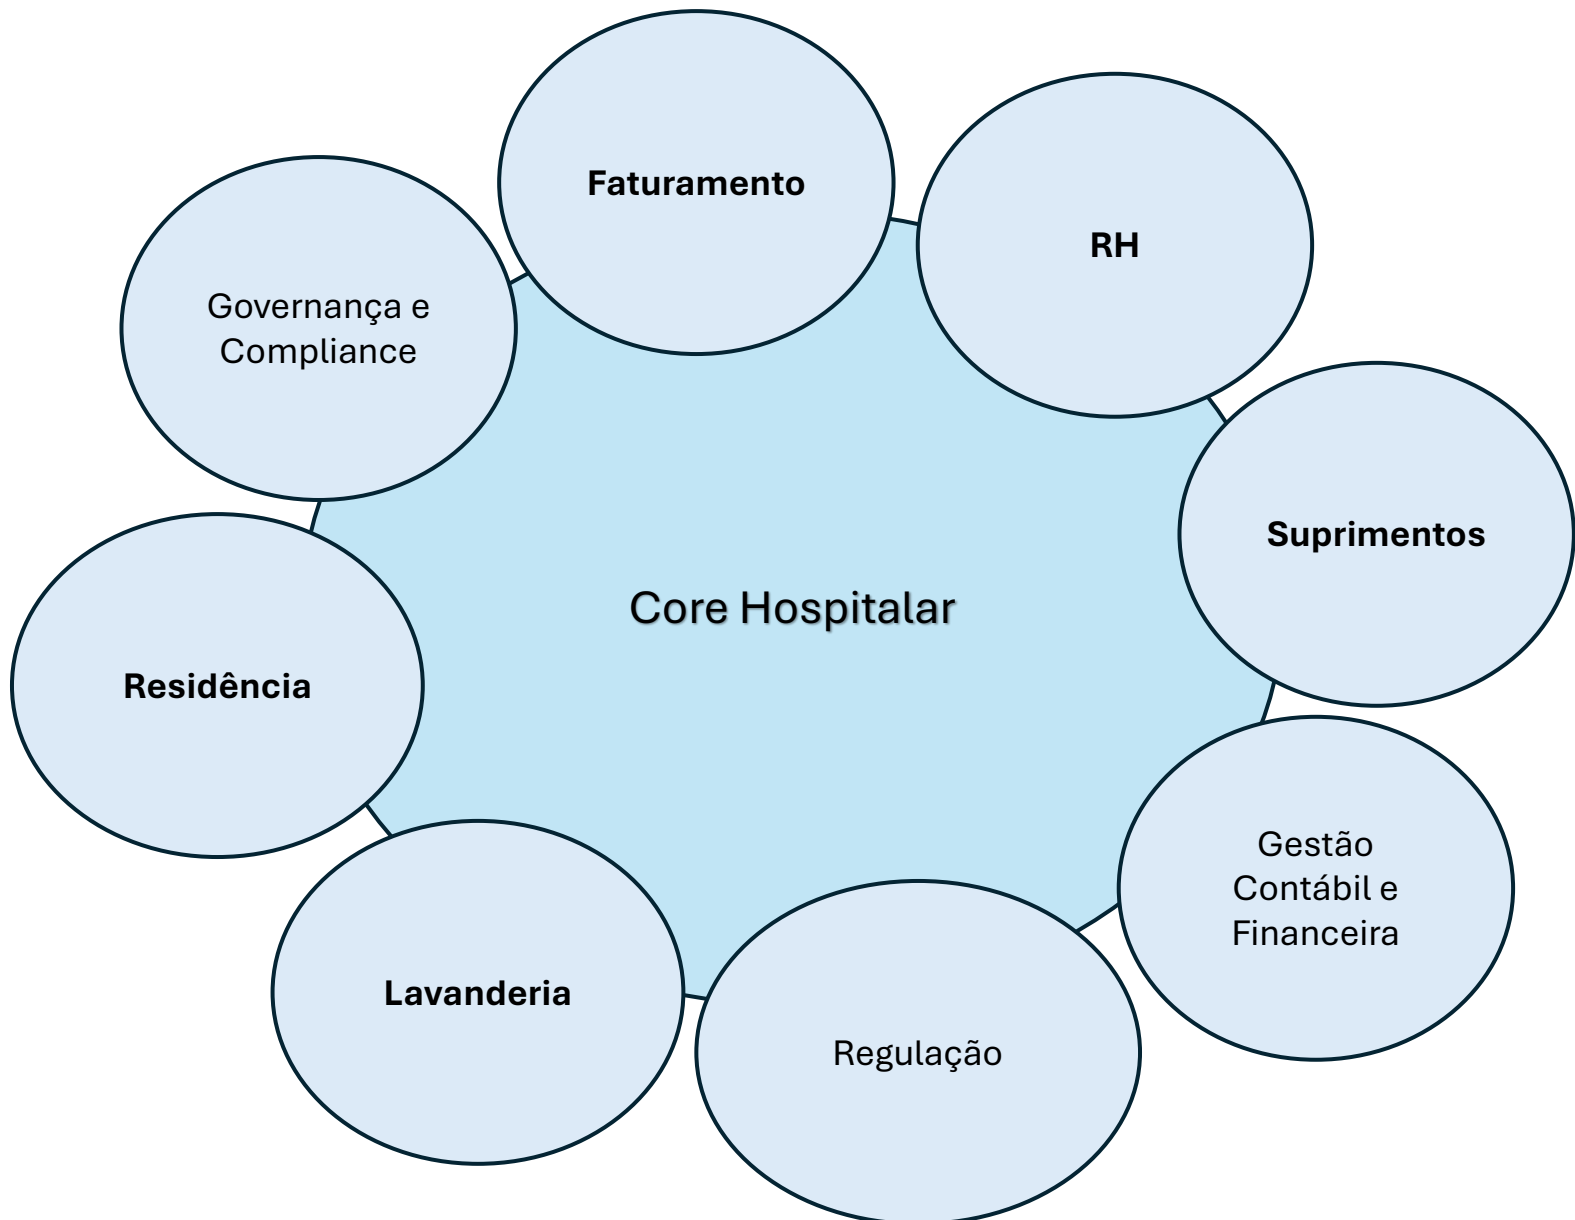 Faturamento
RH
Governança e
Compliance
Suprimentos
Core Hospitalar
Residência
Gestão
Contábil e
Financeira
Lavanderia
Regulação